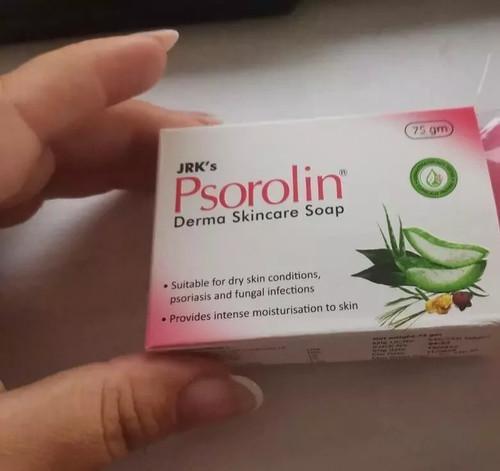 75 gm
JRK's
Psorolin®
Derma Skincare Soap
• Suitable for dry skin conditions,
psoriasis and fungal infections
• Provides intense moisturisation to skin